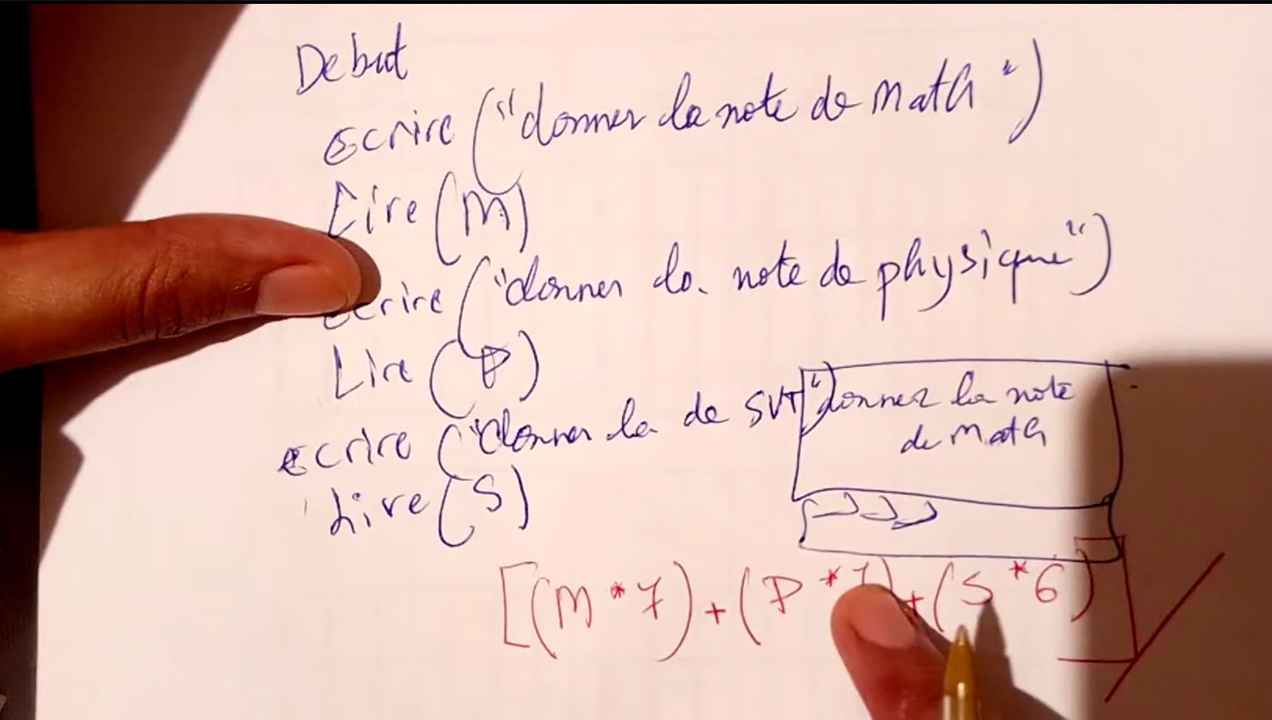 Debut
ecrire ("donner la note de math")
Lire (M)
ecrire ("donner la note de physique")
Lire (P)
ecrire ("donner la de SVT")
Lire (S)
donner la note
de math
[(M*7)+(P*7)+(S*6)]/